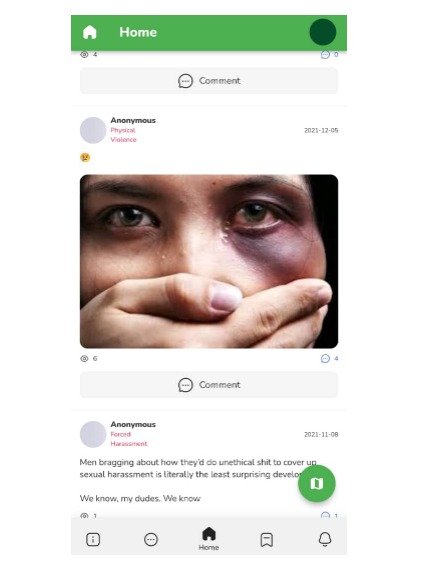 Home
4
0
Comment
Anonymous
Physical
Violence
2021-12-05
6
4
Comment
Anonymous
Forced
Harassment
2021-11-08
Men bragging about how they'd do unethical shit to cover up
sexual harassment is literally the least surprising
We know, my dudes. We know
1
1
Home